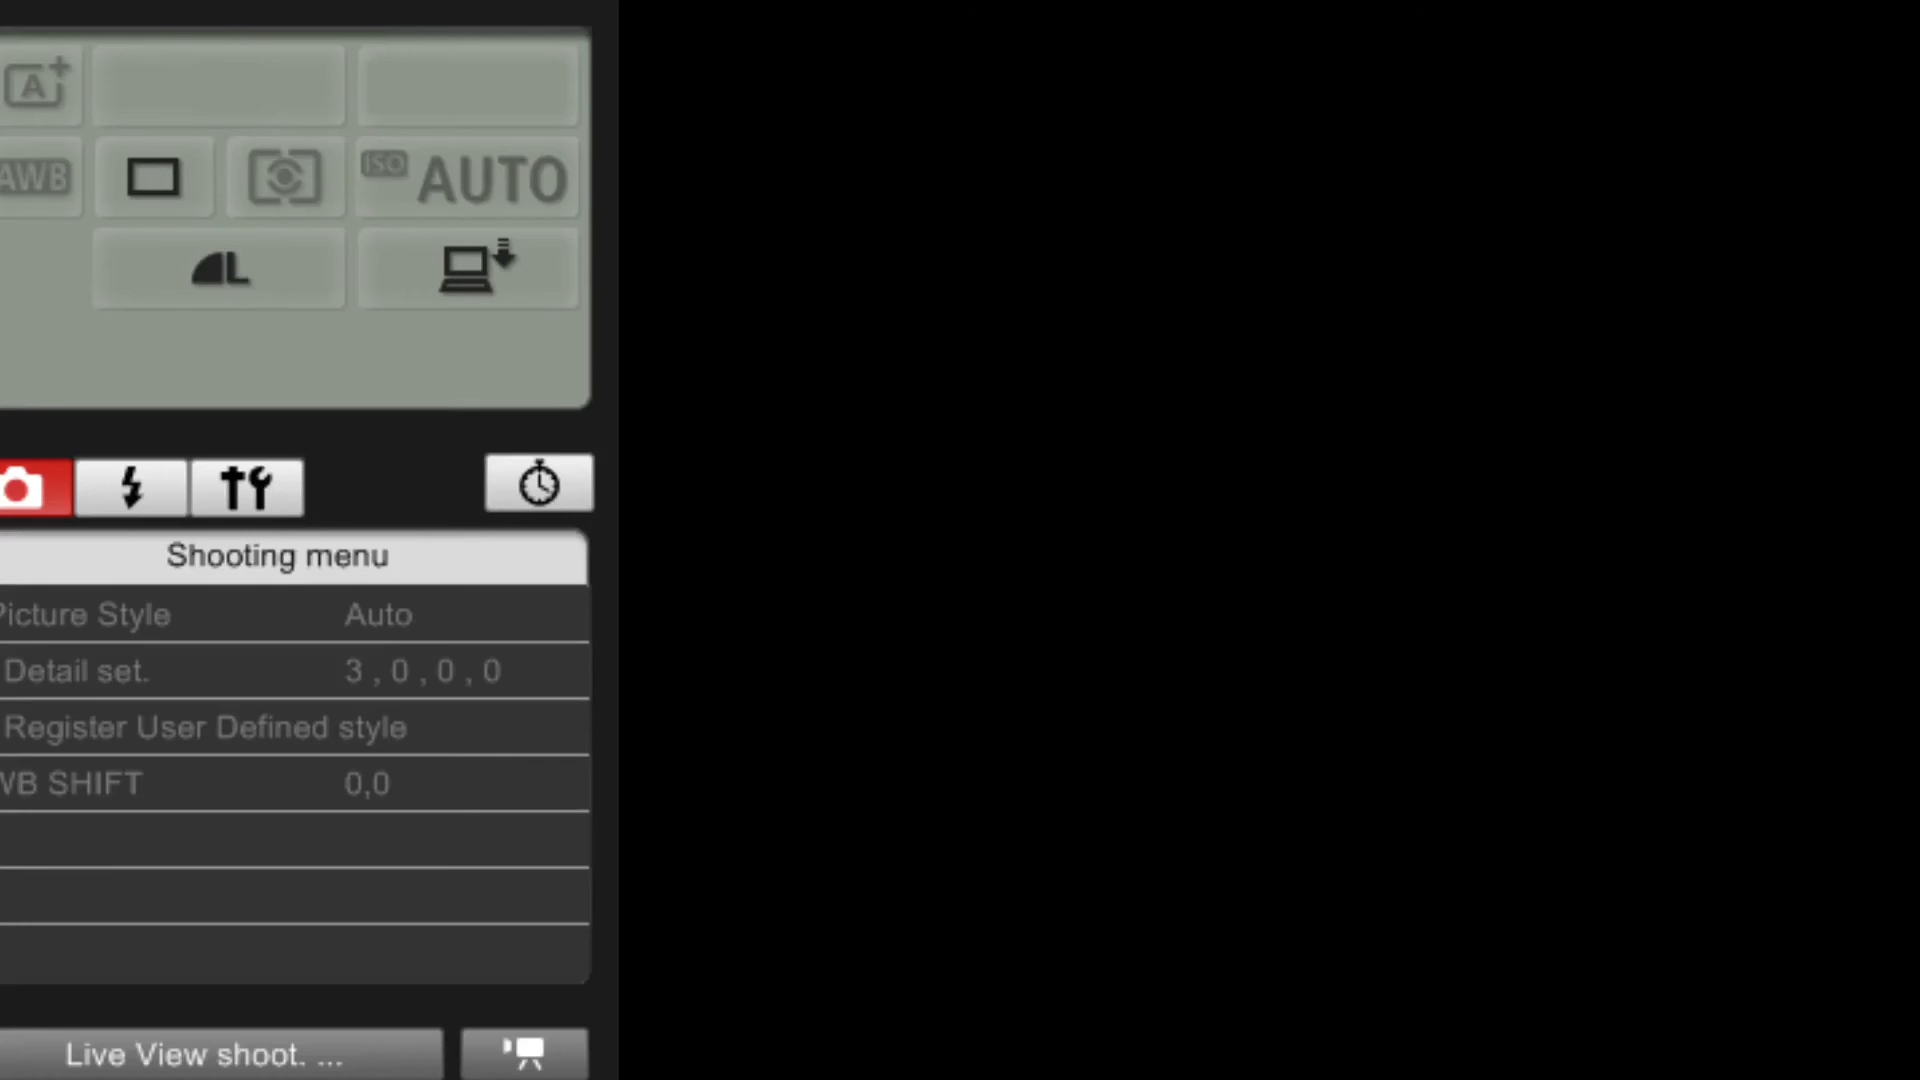 A+
AWB
ISO AUTO
L
Shooting menu
Picture Style Auto
Detail set. 3 , 0 , 0 , 0
Register User Defined style
WB SHIFT 0,0
Live View shoot. ...